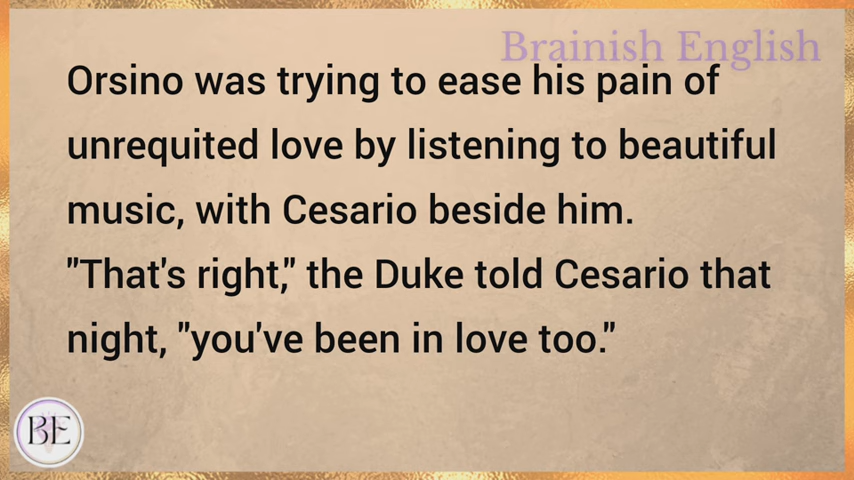 Brainish English
Orsino was trying to ease his pain of
unrequited love by listening to beautiful
music, with Cesario beside him.
"That's right," the Duke told Cesario that
night, "you've been in love too."
BE